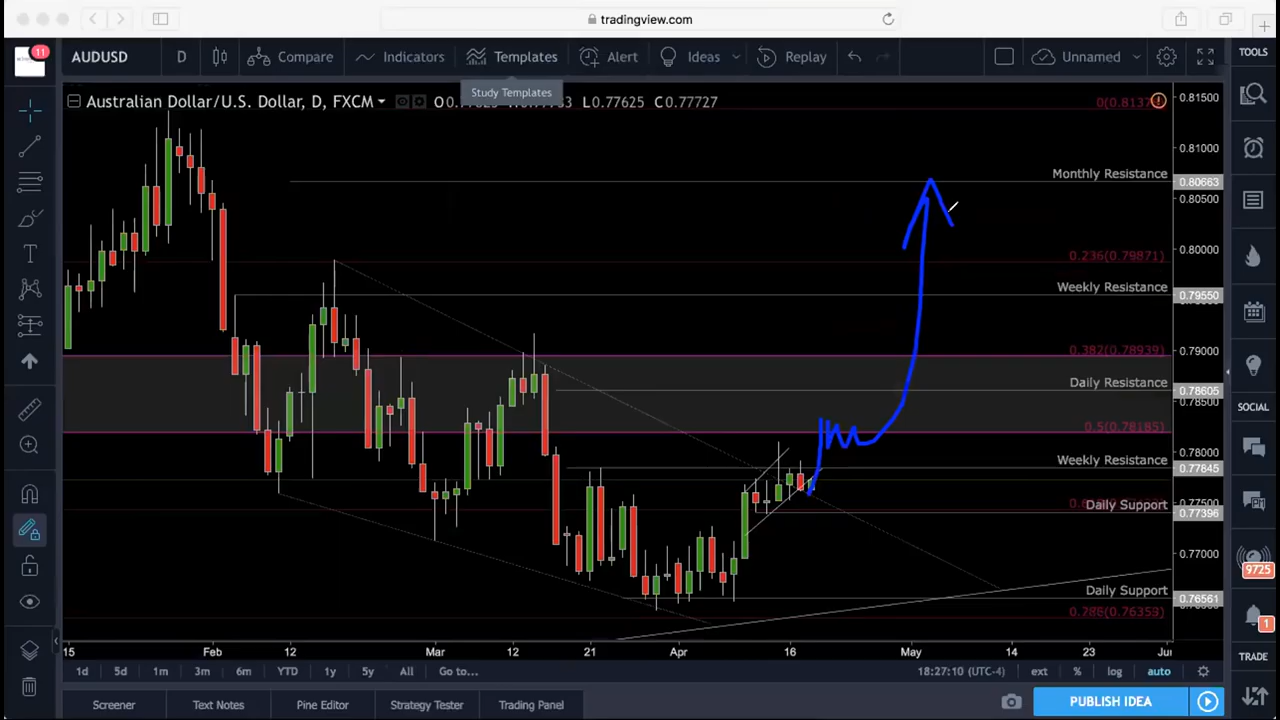 tradingview.com
11
AUDUSD D Compare Indicators Templates Alert Ideas Replay Unnamed
TOOLS
Study Templates
Australian Dollar/U.S. Dollar, D, FXCM L0.77625 C0.77727
0.81500
0.81000
Monthly Resistance 0.80663
0.80500
0.80000
0.236(0.79871)
Weekly Resistance 0.79550
0.79000
0.382(0.78939)
Daily Resistance 0.78605
0.78500
0.5(0.78185)
0.78000
Weekly Resistance 0.77645
0.77500
Daily Support 0.77396
0.77000
Daily Support 0.76561
0.786(0.76353)
SOCIAL
9725
1
TRADE
15 Feb 12 Mar 12 21 Apr 16 May 14 23
1d 5d 1m 3m 6m YTD 1y 5y All Go to... 18:27:10 (UTC-4) ext % log auto
Screener Text Notes Pine Editor Strategy Tester Trading Panel PUBLISH IDEA